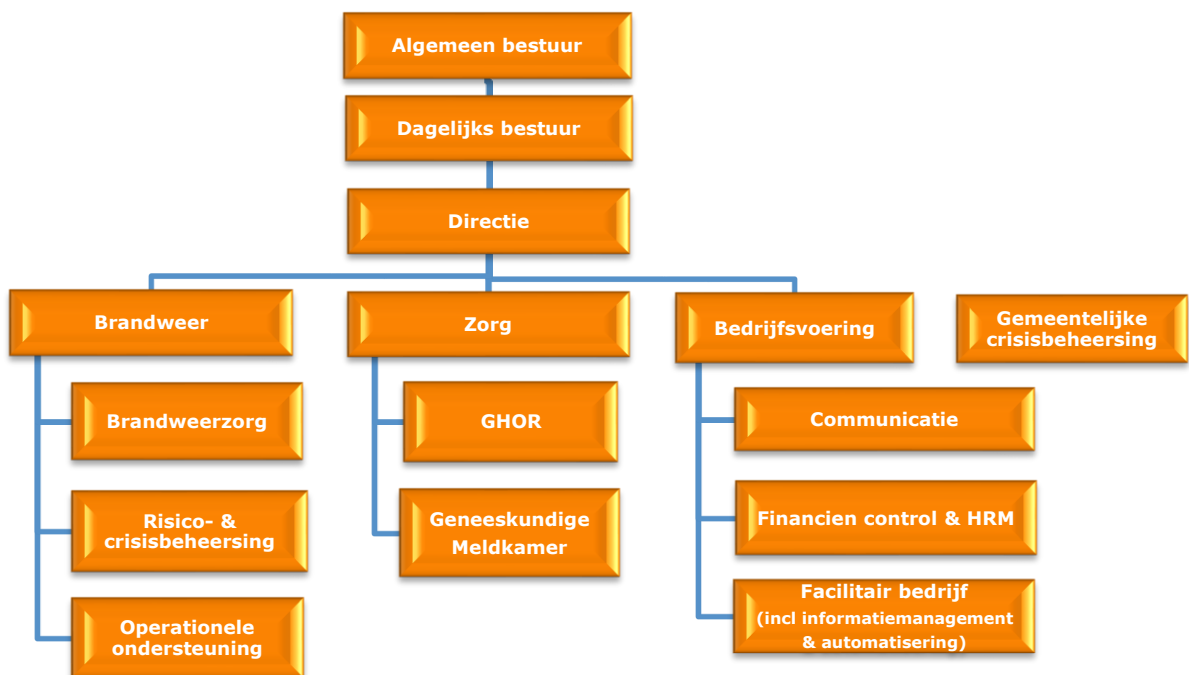 Algemeen bestuur
Dagelijks bestuur
Directie
Brandweer
Zorg
Bedrijfsvoering
Gemeentelijke
crisisbeheersing
Brandweerzorg
GHOR
Communicatie
Risico- &
crisisbeheersing
Geneeskundige
Meldkamer
Financien control & HRM
Operationele
ondersteuning
Facilitair bedrijf
(incl informatiemanagement
& automatisering)